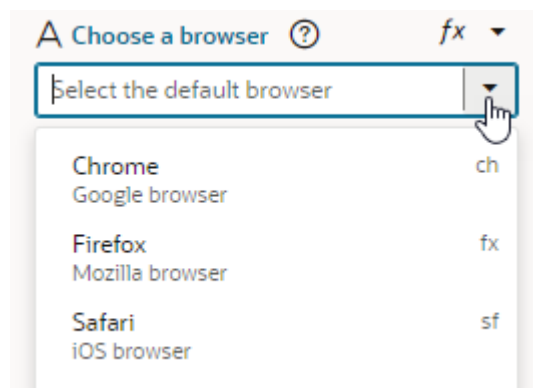 A Choose a browser ? fx
Select the default browser
Chrome ch
Google browser
Firefox fx
Mozilla browser
Safari sf
iOS browser